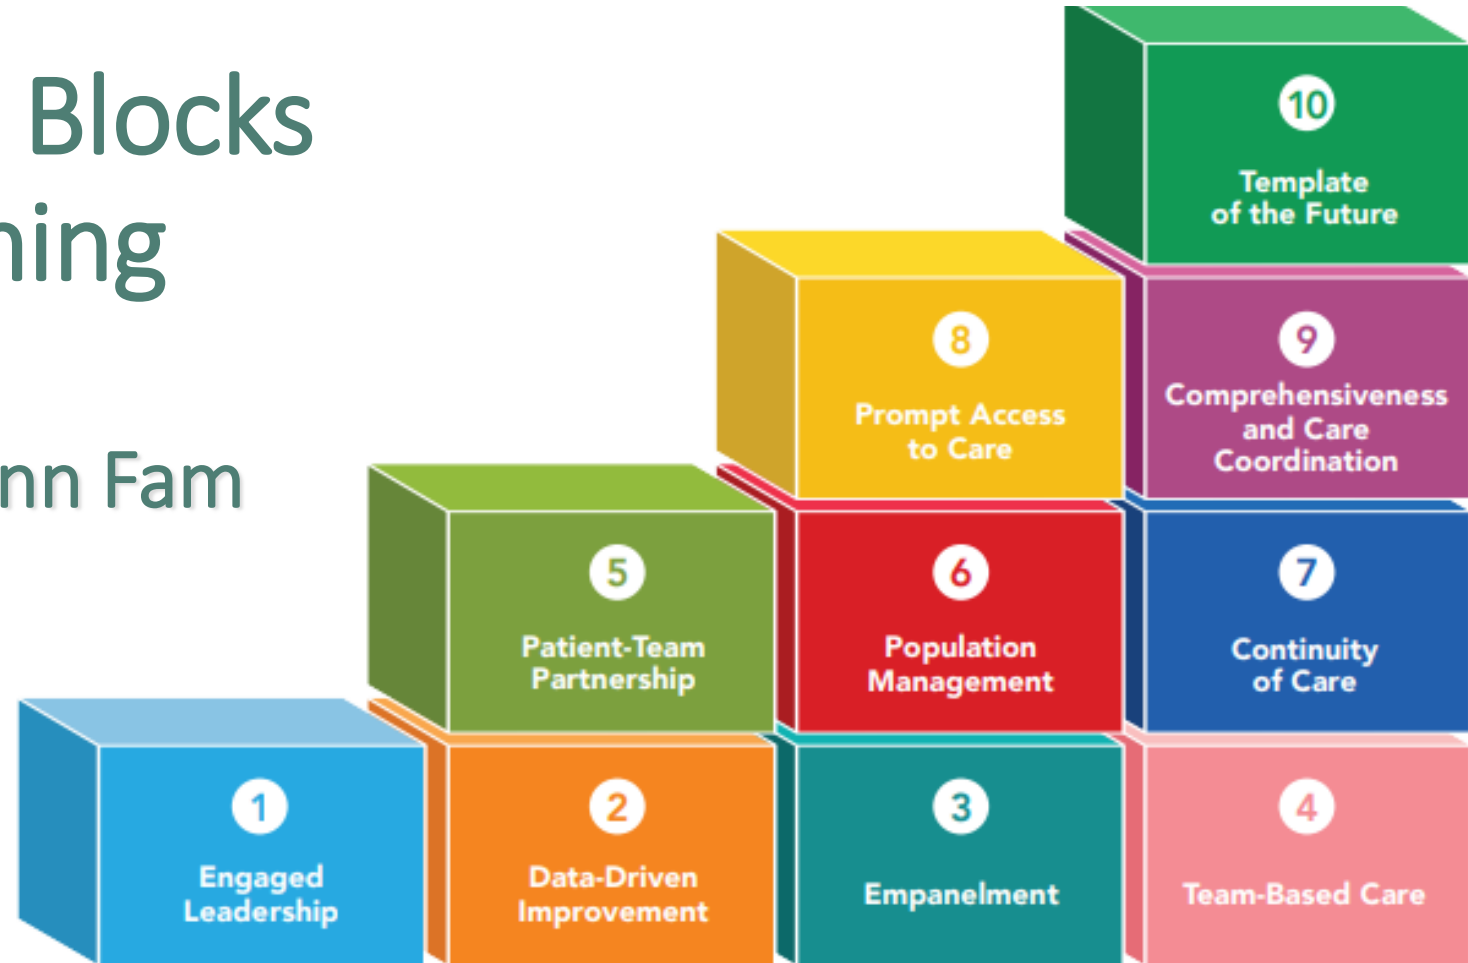 Blocks
ning
nn Fam
10
Template
of the Future
8
Prompt Access
to Care
9
Comprehensiveness
and Care
Coordination
5
Patient-Team
Partnership
6
Population
Management
7
Continuity
of Care
1
Engaged
Leadership
2
Data-Driven
Improvement
3
Empanelment
4
Team-Based Care